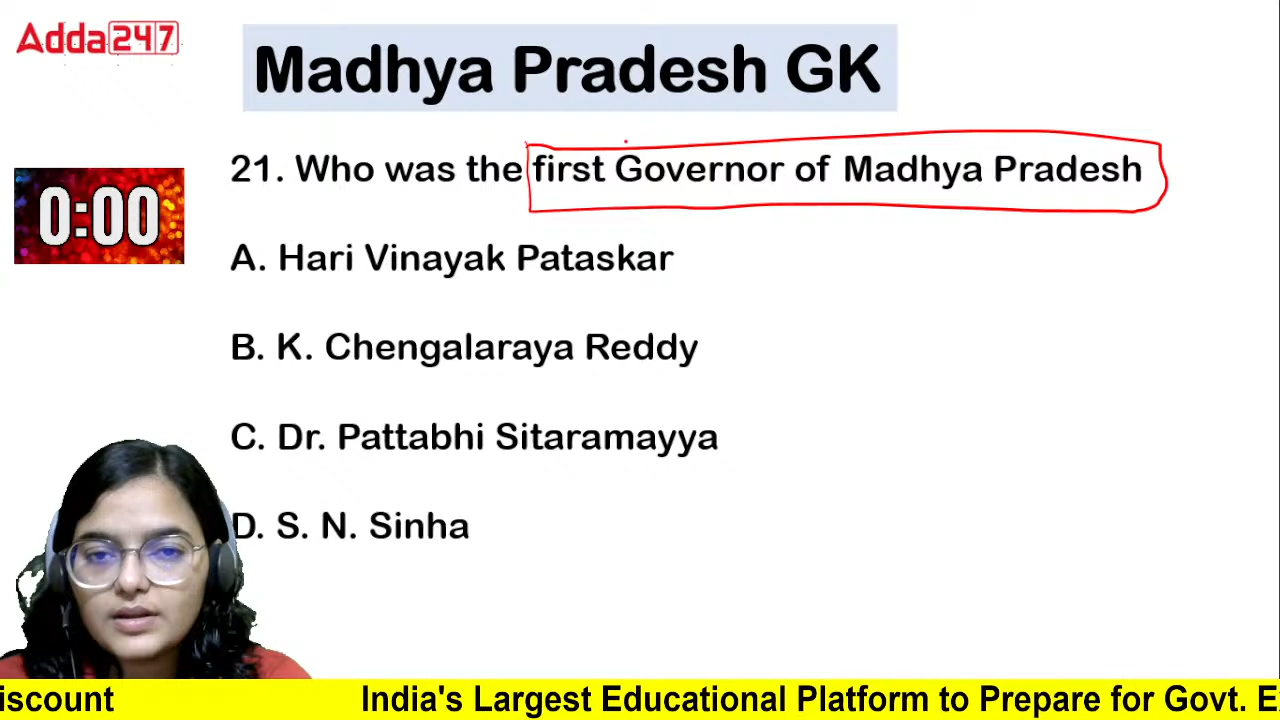 Adda247
Madhya Pradesh GK
0:00
21. Who was the first Governor of Madhya Pradesh
A. Hari Vinayak Pataskar
B. K. Chengalaraya Reddy
C. Dr. Pattabhi Sitaramayya
D. S. N. Sinha
iscount India's Largest Educational Platform to Prepare for Govt. E